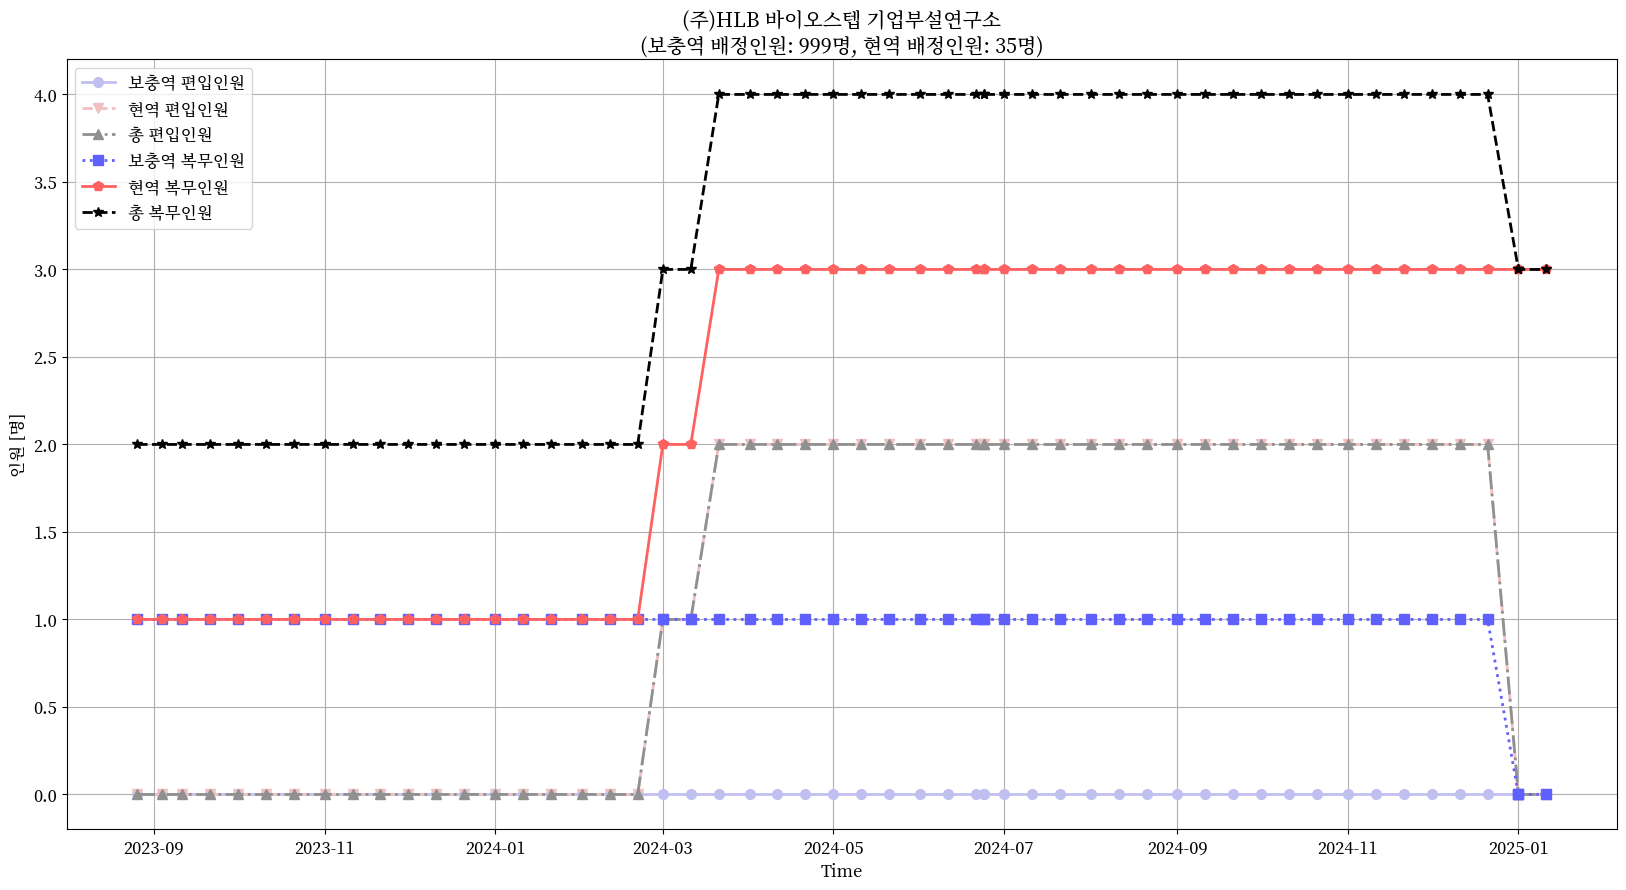 (주)HLB 바이오스텝 기업부설연구소
(보충역 배정인원: 999명, 현역 배정인원: 35명)
보충역 편입인원
현역 편입인원
총 편입인원
보충역 복무인원
현역 복무인원
총 복무인원
인원 [명]
4.0
3.5
3.0
2.5
2.0
1.5
1.0
0.5
0.0
2023-09
2023-11
2024-01
2024-03
2024-05
2024-07
2024-09
2024-11
2025-01
Time